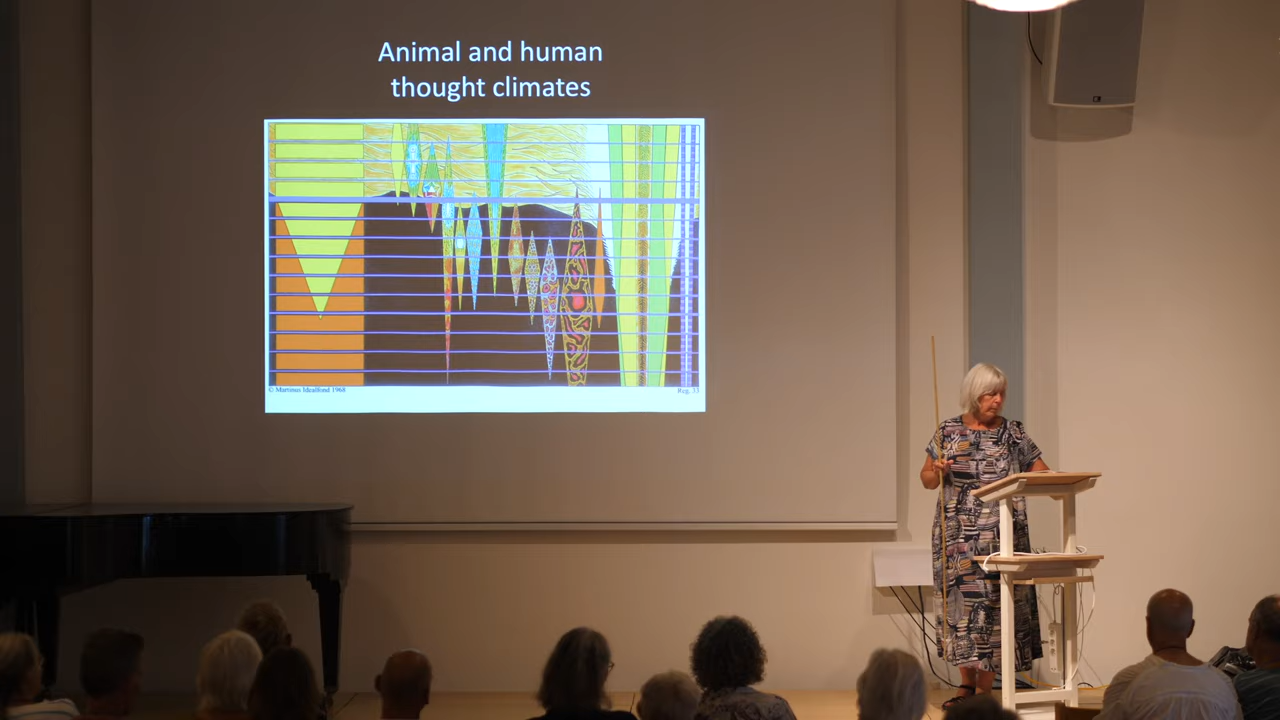 Animal and human
thought climates
© Martinus Idealfond 1968
Reg. 33